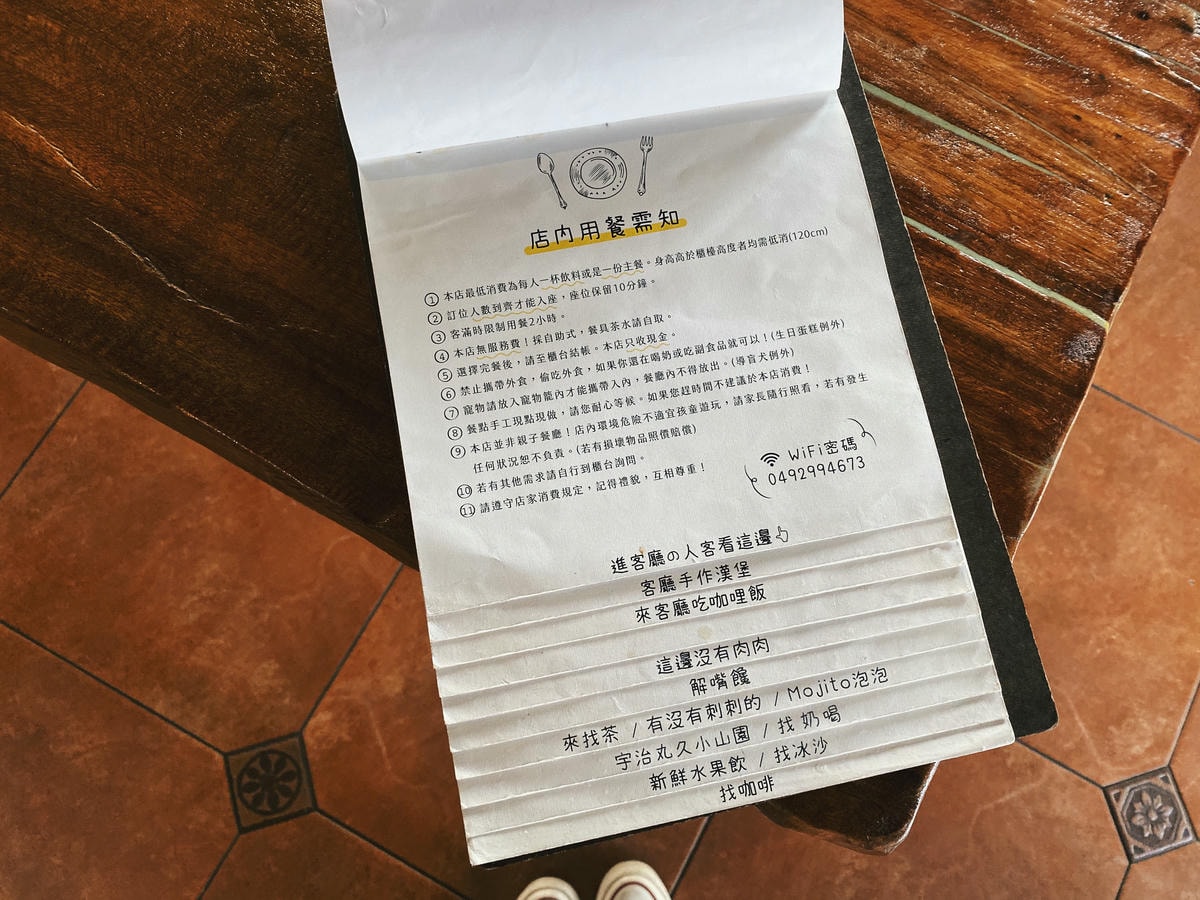 店內用餐需知
① 本店最低消費為每人一杯飲料或是一份主餐。身高高於櫃檯高度者均需低消(120cm)
② 訂位人數到齊才能入座，座位保留10分鐘。
③ 客滿時限制用餐2小時。
④ 本店無服務費！採自助式，餐具茶水請自取。
⑤ 選擇完餐後，請至櫃台結帳。本店只收現金。
⑥ 禁止攜帶外食，偷吃外食，如果你還在喝奶或吃副食品就可以！(生日蛋糕例外)
⑦ 寵物請放入寵物籠內才能攜帶入內，餐廳內不得放出。(導盲犬例外)
⑧ 餐點手工現點現做，請您耐心等候。如果您趕時間不建議於本店消費！
⑨ 本店並非親子餐廳！店內環境危險不適宜孩童遊玩，請家長隨行照看，若有發生
任何狀況恕不負責。(若有損壞物品照價賠償)
⑩ 若有其他需求請自行到櫃台詢問。
⑪ 請遵守店家消費規定，記得禮貌，互相尊重！
WiFi密碼
0492994673
進客廳の人客看這邊
客廳手作漢堡
來客廳吃咖哩飯
這邊沒有肉肉
解嘴饞
來找茶 / 有沒有刺刺的 / Mojito泡泡
宇治丸久小山園 / 找奶喝
新鮮水果飲 / 找冰沙
找咖啡